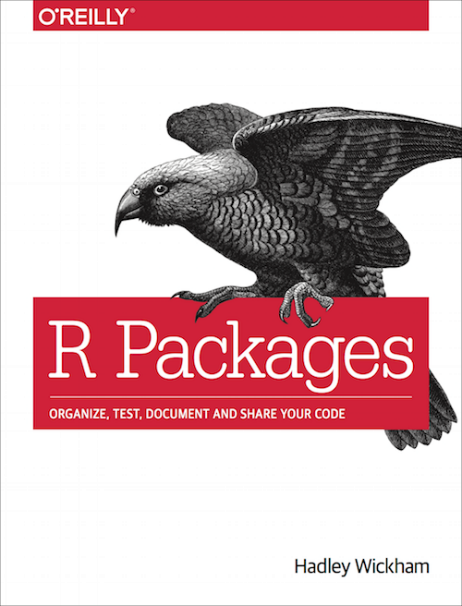 O'REILLY®
R Packages
ORGANIZE, TEST, DOCUMENT AND SHARE YOUR CODE
Hadley Wickham